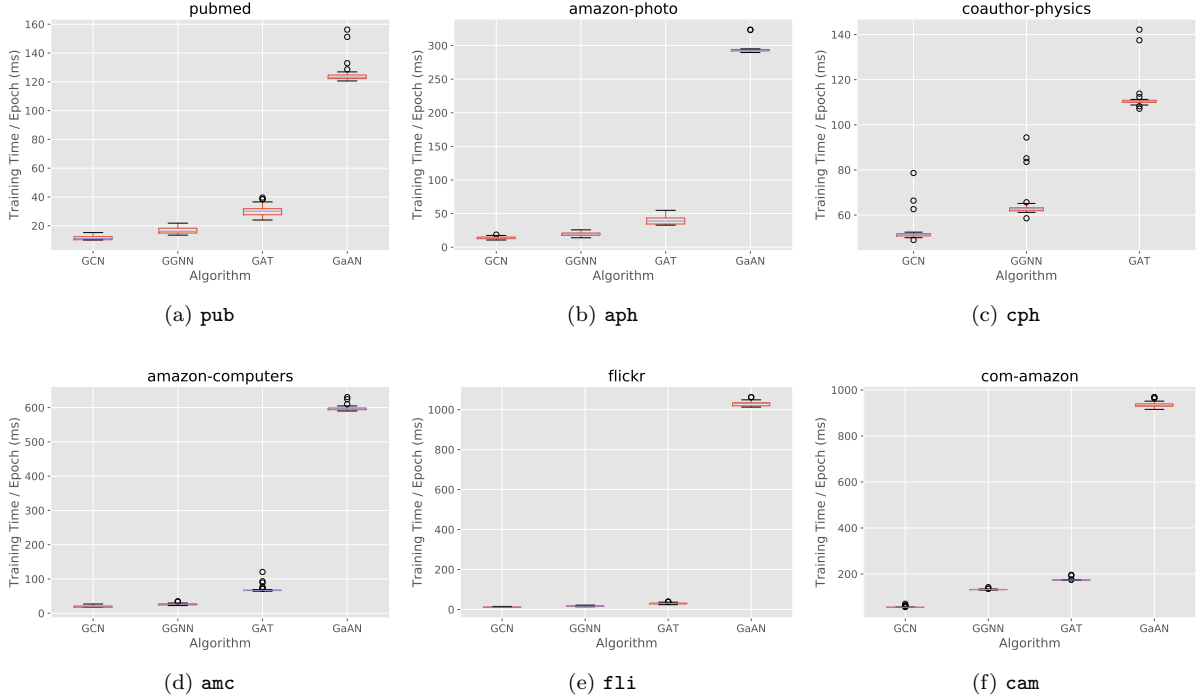 pubmed
Training Time / Epoch (ms)
160
140
120
100
80
60
40
20
GCN GGNN GAT GaAN
Algorithm
(a) pub
amazon-photo
Training Time / Epoch (ms)
300
250
200
150
100
50
0
GCN GGNN GAT GaAN
Algorithm
(b) aph
coauthor-physics
Training Time / Epoch (ms)
140
120
100
80
60
GCN GGNN GAT
Algorithm
(c) cph
amazon-computers
Training Time / Epoch (ms)
600
500
400
300
200
100
0
GCN GGNN GAT GaAN
Algorithm
(d) amc
flickr
Training Time / Epoch (ms)
1000
800
600
400
200
0
GCN GGNN GAT GaAN
Algorithm
(e) fli
com-amazon
Training Time / Epoch (ms)
1000
800
600
400
200
GCN GGNN GAT GaAN
Algorithm
(f) cam